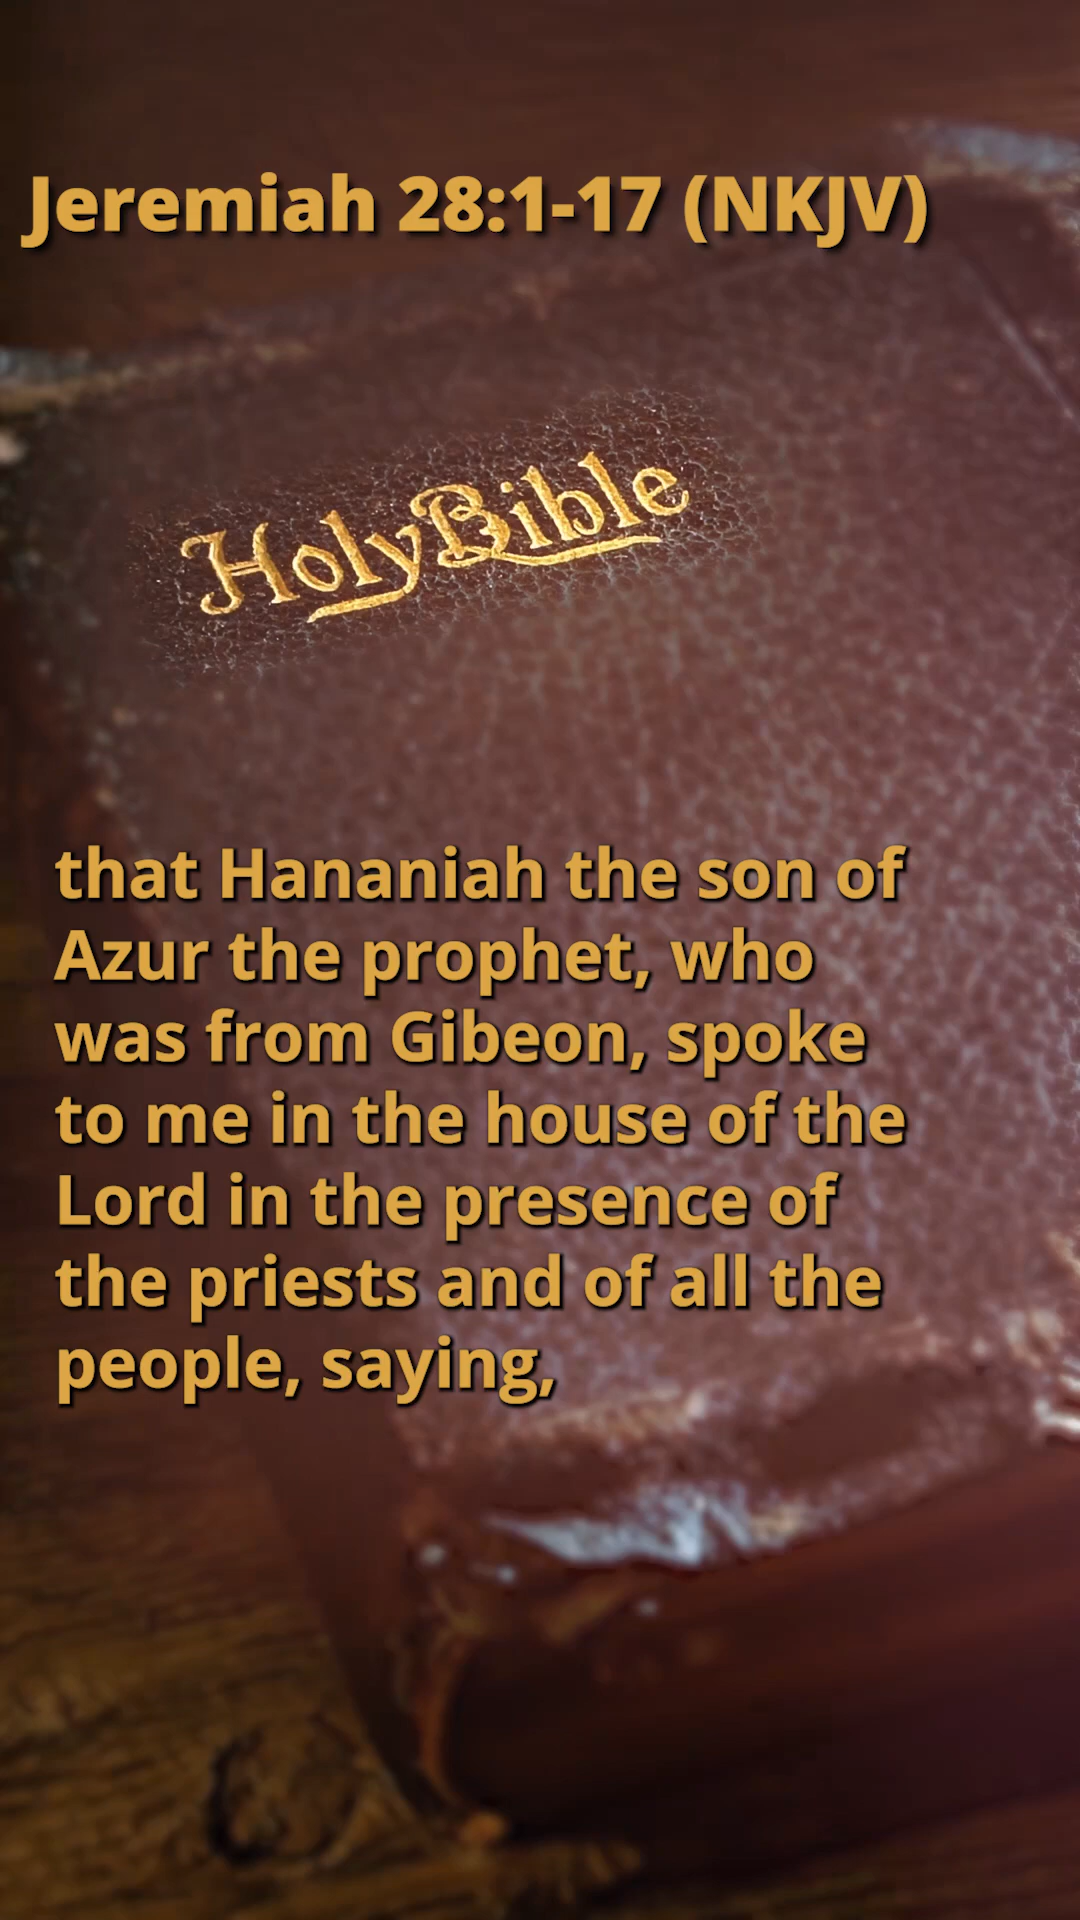 Jeremiah 28:1-17 (NKJV)
Holy Bible
that Hananiah the son of
Azur the prophet, who
was from Gibeon, spoke
to me in the house of the
Lord in the presence of
the priests and of all the
people, saying,